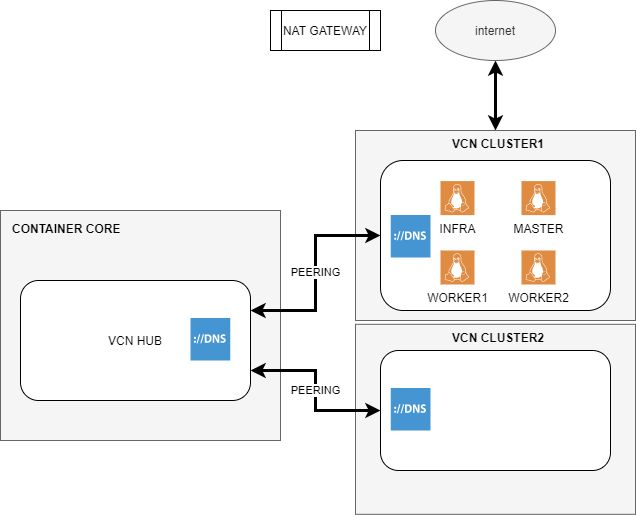 NAT GATEWAY
internet
VCN CLUSTER1
INFRA
MASTER
://DNS
WORKER1
WORKER2
CONTAINER CORE
PEERING
VCN HUB
://DNS
VCN CLUSTER2
PEERING
://DNS